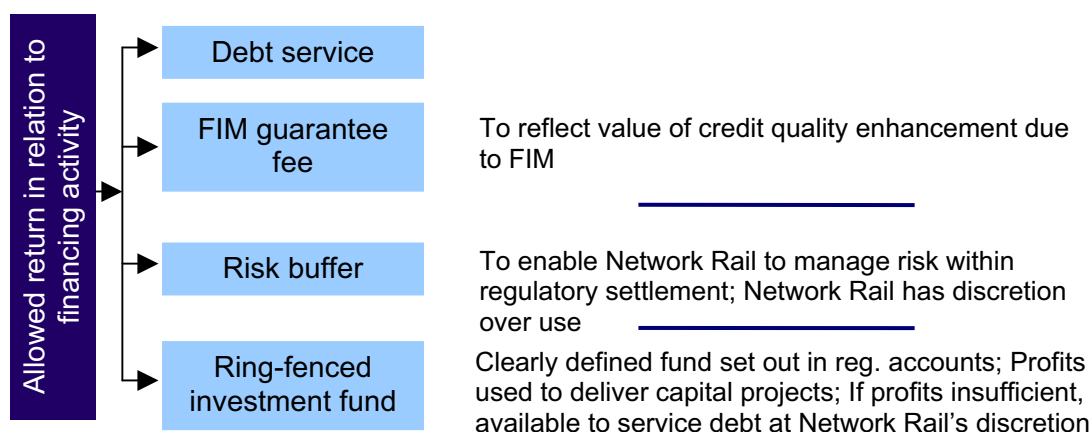 Allowed return in relation to
financing activity
Debt service
FIM guarantee
fee
To reflect value of credit quality enhancement due
to FIM
Risk buffer
To enable Network Rail to manage risk within
regulatory settlement; Network Rail has discretion
over use
Ring-fenced
investment fund
Clearly defined fund set out in reg. accounts; Profits
used to deliver capital projects; If profits insufficient,
available to service debt at Network Rail's discretion